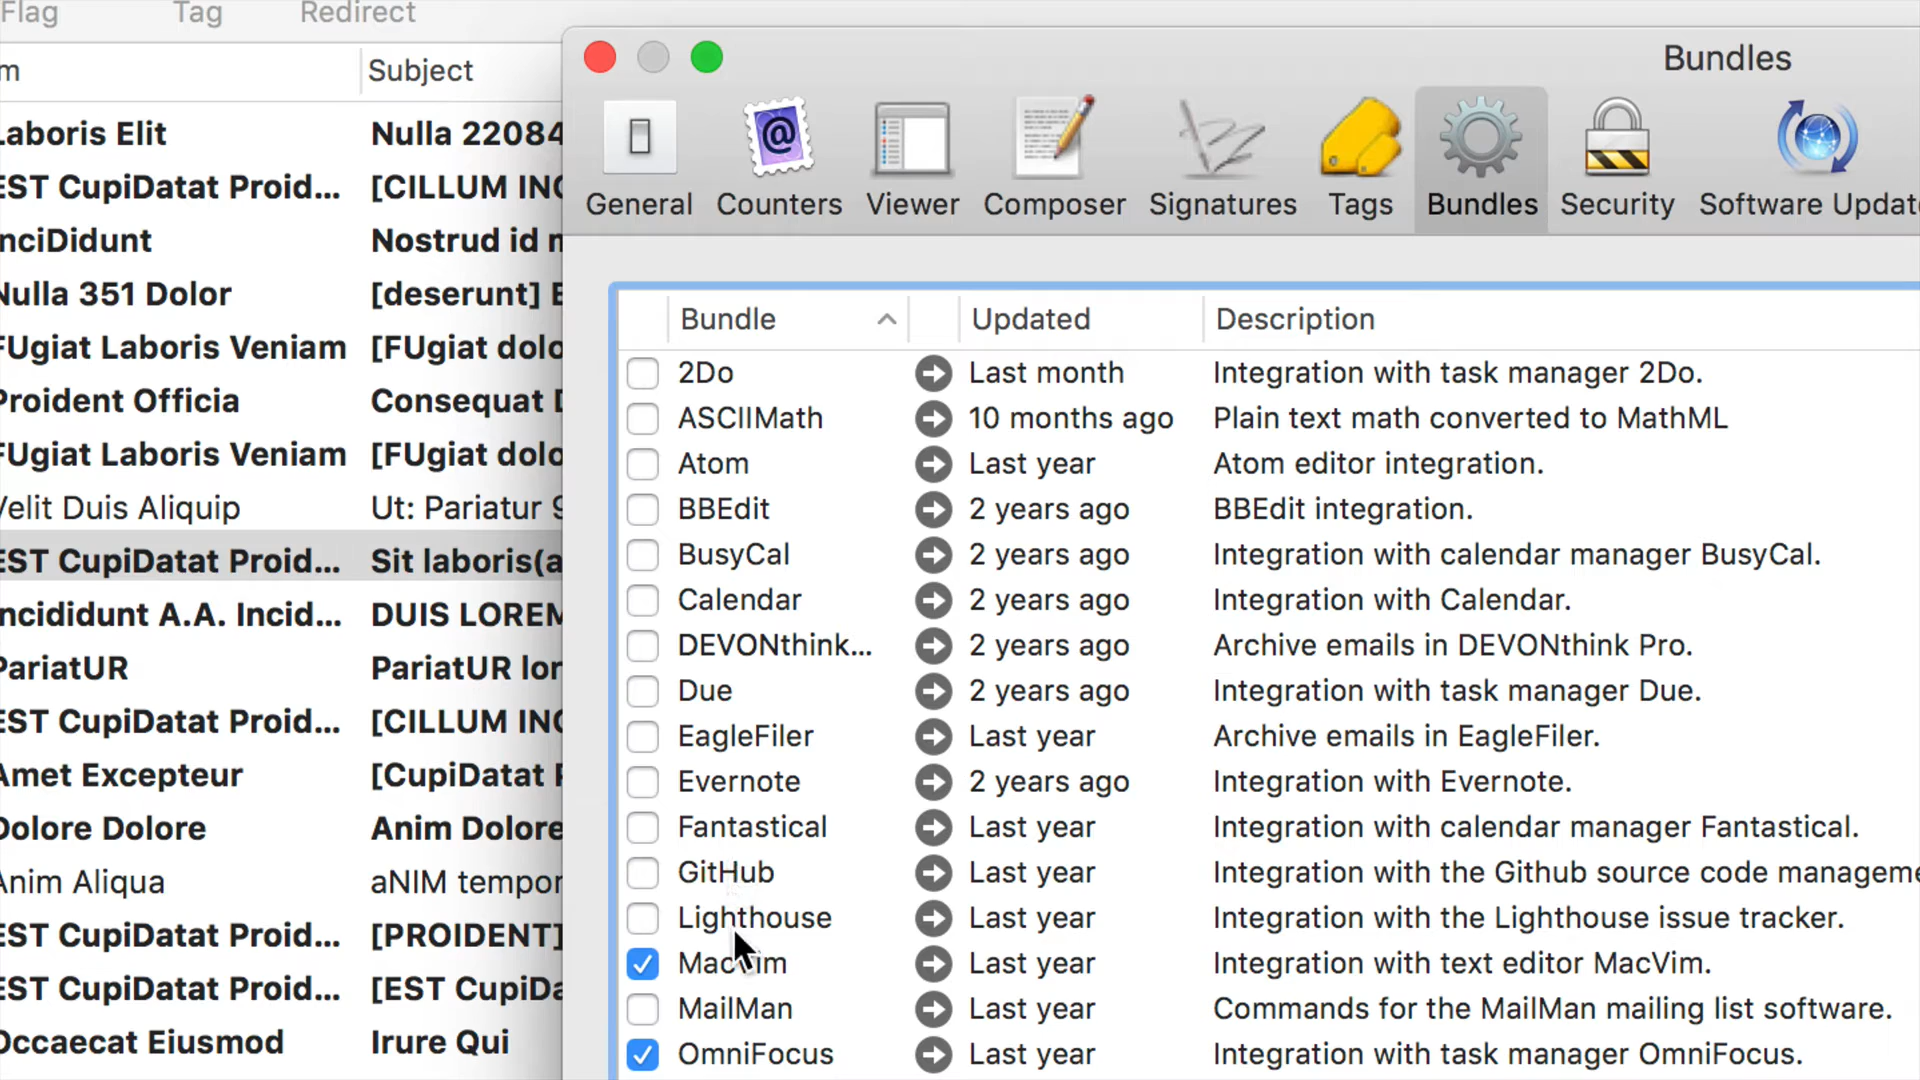 Flag Tag Redirect
m Subject
Laboris Elit Nulla 22084
EST CupiDatat Proid... [CILLUM INC
nciDidunt Nostrud id n
Nulla 351 Dolor [deserunt] E
FUgiat Laboris Veniam [FUgiat dolo
Proident Officia Consequat D
FUgiat Laboris Veniam [FUgiat dolo
Velit Duis Aliquip Ut: Pariatur 9
EST CupiDatat Proid... Sit laboris(a
ncididunt A.A. Incid... DUIS LOREM
PariatUR PariatUR lor
EST CupiDatat Proid... [CILLUM INC
Amet Excepteur [CupiDatat P
Dolore Dolore Anim Dolore
Anim Aliqua aNIM tempor
EST CupiDatat Proid... [PROIDENT]
EST CupiDatat Proid... [EST CupiDa
Occaecat Eiusmod Irure Qui
Bundles
General Counters Viewer Composer Signatures Tags Bundles Security Software Update
Bundle Updated Description
2Do Last month Integration with task manager 2Do.
ASCIIMath 10 months ago Plain text math converted to MathML
Atom Last year Atom editor integration.
BBEdit 2 years ago BBEdit integration.
BusyCal 2 years ago Integration with calendar manager BusyCal.
Calendar 2 years ago Integration with Calendar.
DEVONthink... 2 years ago Archive emails in DEVONthink Pro.
Due 2 years ago Integration with task manager Due.
EagleFiler Last year Archive emails in EagleFiler.
Evernote 2 years ago Integration with Evernote.
Fantastical Last year Integration with calendar manager Fantastical.
GitHub Last year Integration with the Github source code manageme
Lighthouse Last year Integration with the Lighthouse issue tracker.
MacVim Last year Integration with text editor MacVim.
MailMan Last year Commands for the MailMan mailing list software.
OmniFocus Last year Integration with task manager OmniFocus.